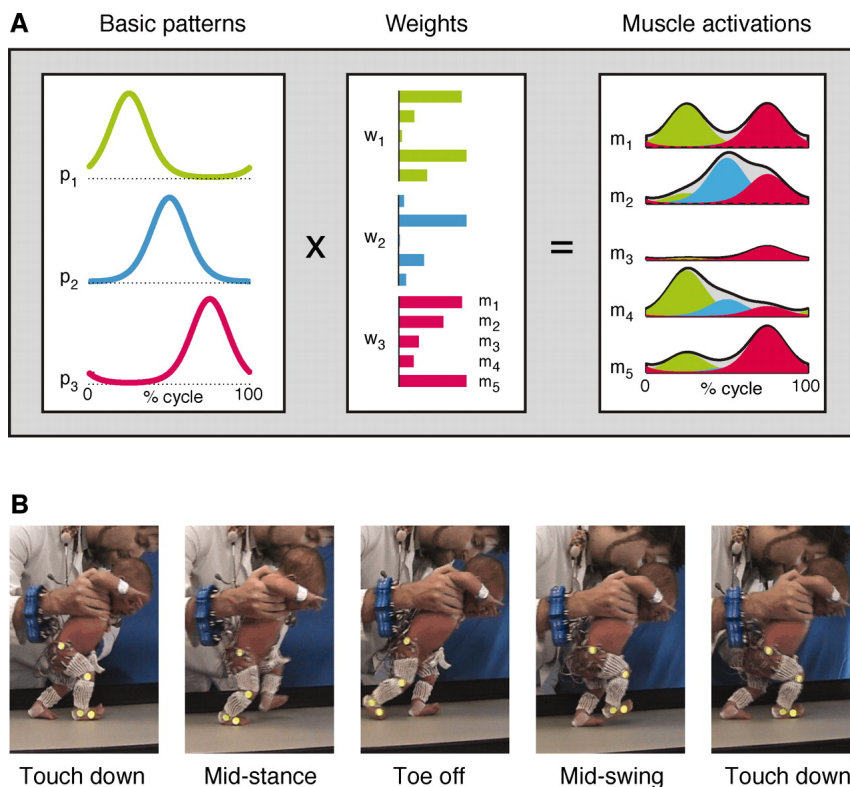 A
Basic patterns Weights Muscle activations
p1
p2
p3
0 % cycle 100
x
w1
w2
w3
m1
m2
m3
m4
m5
=
m1
m2
m3
m4
m5
0 % cycle 100
B
Touch down Mid-stance Toe off Mid-swing Touch down